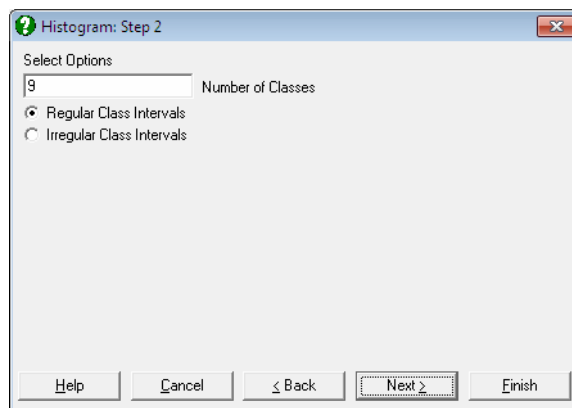 Histogram: Step 2
Select Options
9 Number of Classes
Regular Class Intervals
Irregular Class Intervals
Help Cancel < Back Next > Finish